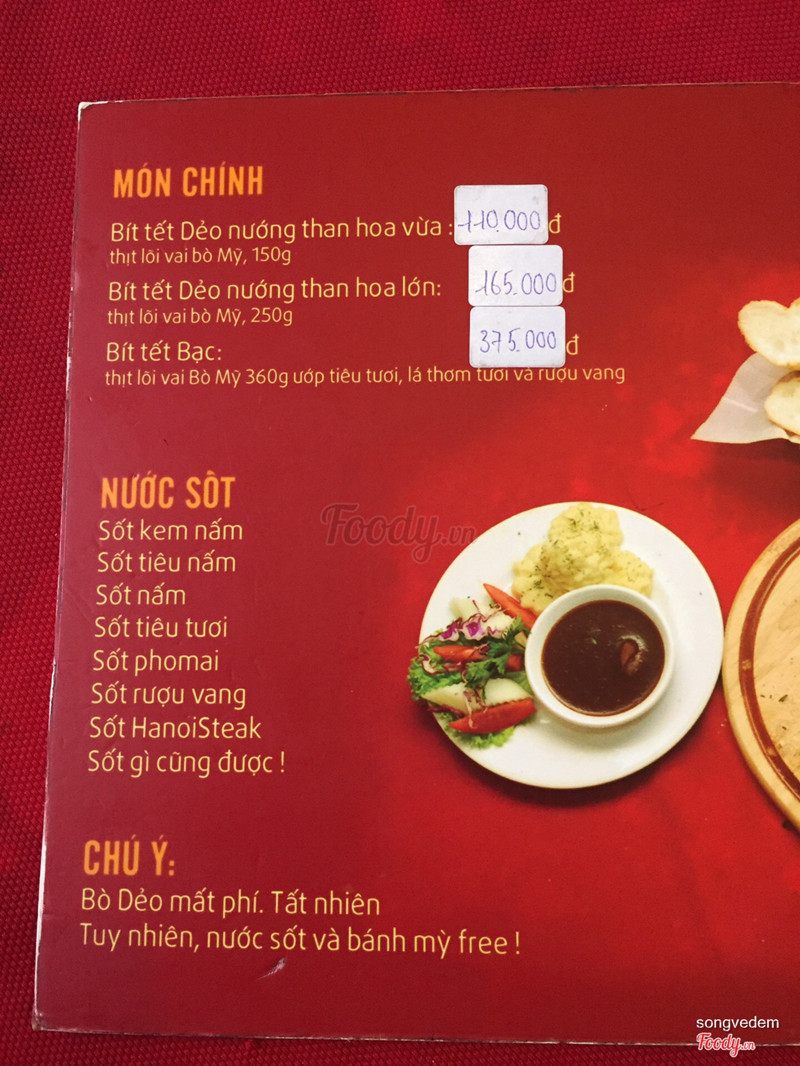 MÓN CHÍNH
Bít tết Dẻo nướng than hoa vừa : 110.000 đ
thịt lõi vai bò Mỹ, 150g
Bít tết Dẻo nướng than hoa lớn: 165.000 đ
thịt lõi vai bò Mỹ, 250g
Bít tết Bạc: 375.000 đ
thịt lõi vai Bò Mỹ 360g ướp tiêu tươi, lá thơm tươi và rượu vang
NƯỚC SỐT
Sốt kem nấm
Sốt tiêu nấm
Sốt nấm
Sốt tiêu tươi
Sốt phomai
Sốt rượu vang
Sốt HanoiSteak
Sốt gì cũng được !
Foody.vn
CHÚ Ý:
Bò Dẻo mất phí. Tất nhiên
Tuy nhiên, nước sốt và bánh mỳ free !
songvedem
Foody.vn